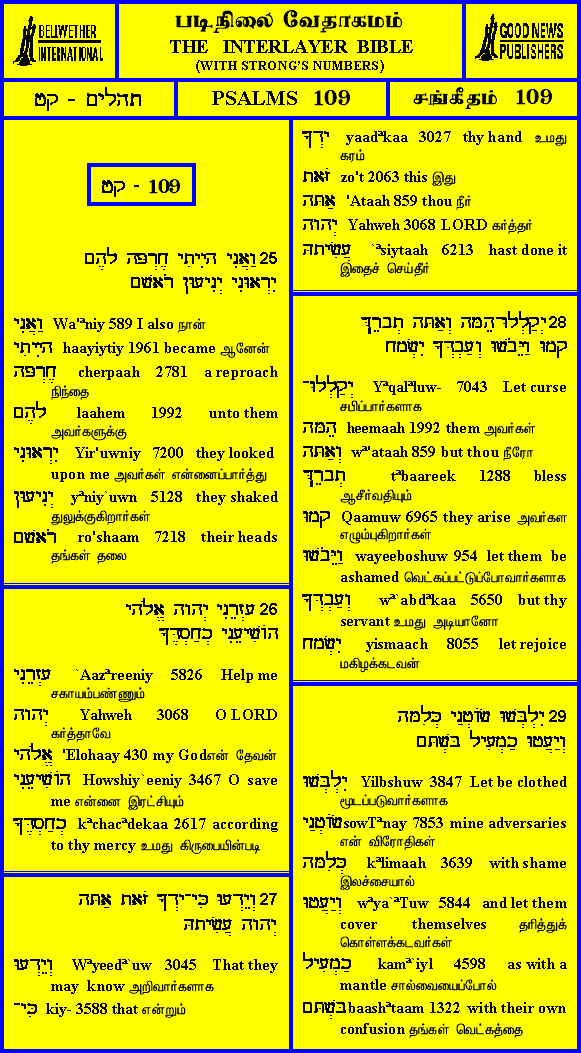 BELLWETHER
INTERNATIONAL
படிநிலை வேதாகமம்
THE INTERLAYER BIBLE
(WITH STRONG'S NUMBERS)
GOOD NEWS
PUBLISHERS
תהלים - קט
PSALMS 109
சங்கீதம் 109
קט - 109
25 וַאֲנִי הָיִיתִי חֶרְפָּה לָהֶם
יִרְאוּנִי יְנִיעוּן רֹאשָׁם
וַאֲנִי Wa'ᵃniy 589 I also நான்
הָיִיתִי haayiytiy 1961 became ஆனேன்
חֶרְפָּה cherpaah 2781 a reproach
நிந்தை
לָהֶם laahem 1992 unto them
அவர்களுக்கு
יִרְאוּנִי Yir'uwniy 7200 they looked
upon me அவர்கள் என்னைப்பார்த்து
יְנִיעוּן yᵃniy`uwn 5128 they shaked
துலுக்குகிறார்கள்
רֹאשָׁם ro'shaam 7218 their heads
தங்கள் தலை
26 עָזְרֵנִי יְהוָה אֱלֹהָי
הוֹשִׁיעֵנִי כְחַסְדֶּךָ
עָזְרֵנִי `Aazᵃreeniy 5826 Help me
சகாயம்பண்ணும்
יְהוָה Yahweh 3068 O LORD
கர்த்தாவே
אֱלֹהָי 'Elohaay 430 my God என் தேவன்
הוֹשִׁיעֵנִי Howshiy`eeniy 3467 O save
me என்னை இரட்சியும்
כְחַסְדֶּךָ kᵃchacᵃdekaa 2617 according
to thy mercy உமது கிருபையின்படி
27 וְיֵדְעוּ כִּי־יָדְךָ זֹּאת אַתָּה
יְהוָה עֲשִׂיתָהּ
וְיֵדְעוּ Wᵃyeedᵃ`uw 3045 That they
may know அறிவார்களாக
כִּי־ kiy- 3588 that என்றும்
יָדְךָ yaadᵃkaa 3027 thy hand உமது
கரம்
זֹּאת zo't 2063 this இது
אַתָּה 'Ataah 859 thou நீர்
יְהוָה Yahweh 3068 LORD கர்த்தர்
עֲשִׂיתָהּ `ᵃsiytaah 6213 hast done it
இதைச் செய்தீர்
28 יְקַלְלוּ־הֵמָּה וְאַתָּה תְבָרֵךְ
קָמוּ וַיֵּבֹשׁוּ וְעַבְדְּךָ יִשְׂמָח
יְקַלְלוּ־ Yᵃqalᵃluw- 7043 Let curse
சபிப்பார்களாக
הֵמָּה heemaah 1992 them அவர்கள்
וְאַתָּה wᵃ'ataah 859 but thou நீரோ
תְבָרֵךְ tᵃbaareek 1288 bless
ஆசீர்வதியும்
קָמוּ Qaamuw 6965 they arise அவர்கள
எழும்புகிறார்கள்
וַיֵּבֹשׁוּ wayeeboshuw 954 let them be
ashamed வெட்கப்பட்டுப்போவார்களாக
וְעַבְדְּךָ wᵃ`abdᵃkaa 5650 but thy
servant உமது அடியானோ
יִשְׂמָח yismaach 8055 let rejoice
மகிழக்கடவன்
29 יִלְבְּשׁוּ שׂוֹטְנַי כְּלִמָּה
וְיַעֲטוּ כַמְעִיל בָּשְׁתָּם
יִלְבְּשׁוּ Yilbshuw 3847 Let be clothed
மூடப்படுவார்களாக
שׂוֹטְנַי sowTᵃnay 7853 mine adversaries
என் விரோதிகள்
כְּלִמָּה kᵃlimaah 3639 with shame
இலச்சையால்
וְיַעֲטוּ wᵃya`ᵃTuw 5844 and let them
cover themselves தரித்துக்
கொள்ளக்கடவர்கள்
כַמְעִיל kamᵃ`iyl 4598 as with a
mantle சால்வையைப்போல்
בָּשְׁתָּם baashᵃtaam 1322 with their own
confusion தங்கள் வெட்கத்தை